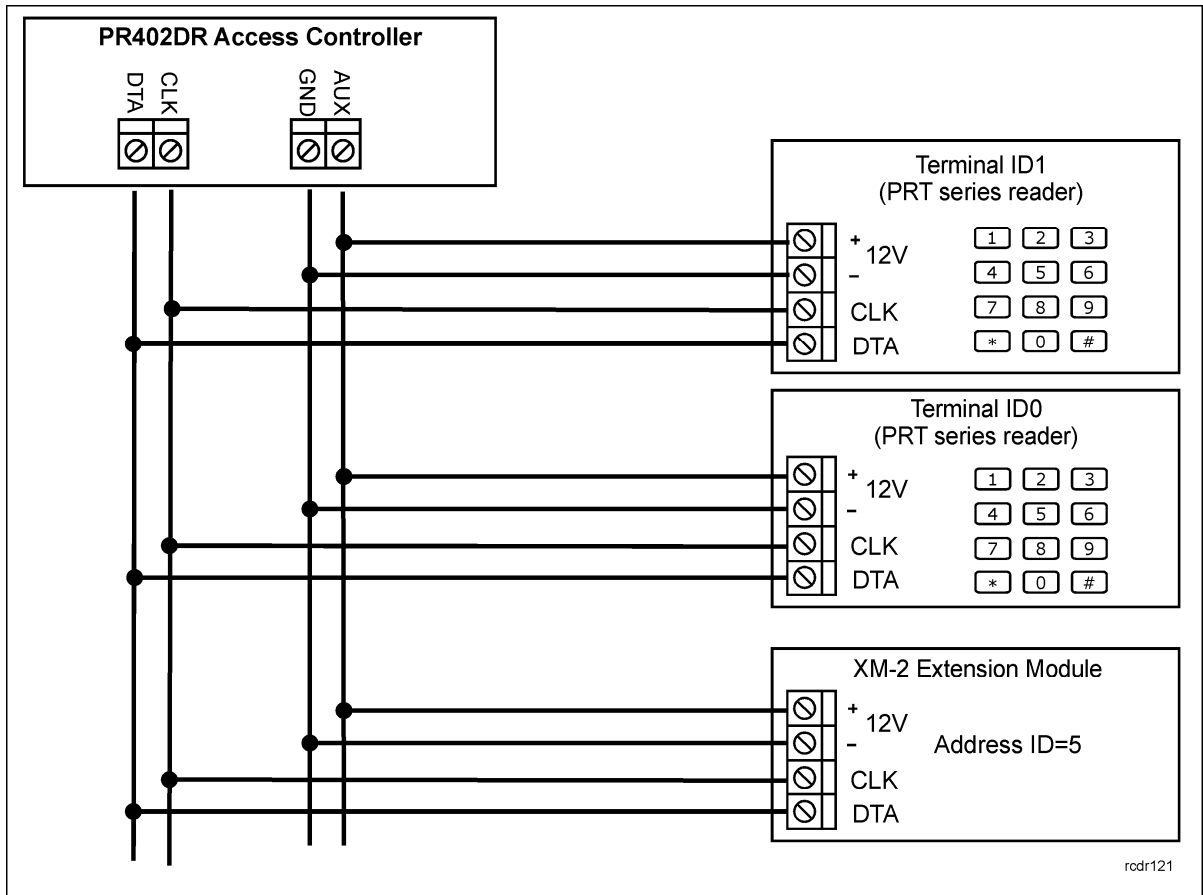 PR402DR Access Controller
DTA CLK GND AUX
Terminal ID1
(PRT series reader)
+ 12V
–
CLK
DTA
1 2 3
4 5 6
7 8 9
* 0 #
Terminal ID0
(PRT series reader)
+ 12V
–
CLK
DTA
1 2 3
4 5 6
7 8 9
* 0 #
XM-2 Extension Module
+ 12V
–
CLK
DTA
Address ID=5
rcdr121